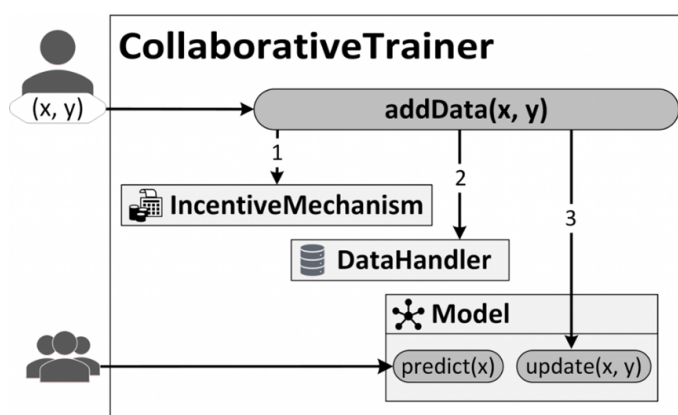 CollaborativeTrainer
(x, y)
addData(x, y)
1
2
3
IncentiveMechanism
DataHandler
Model
predict(x)
update(x, y)